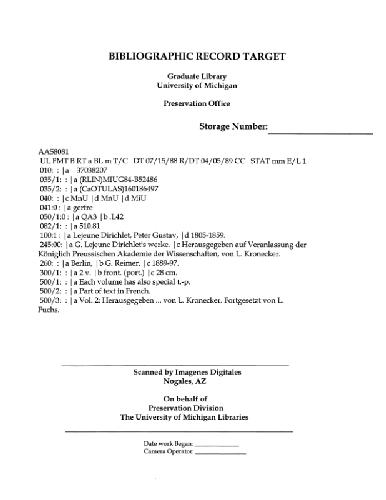 BIBLIOGRAPHIC RECORD TARGET
Graduate Library
University of Michigan
Preservation Office
Storage Number:
AAS8081
UL FMT B RT a BL m T/C DT 07/15/88 R/DT 04/05/89 CC STAT mm E/L 1
010: : |a 37098207
035/1: : |a (RLIN)MIUG84-B52486
035/2: : |a (CaOTULAS)160186497
040: : |c MnU |d MnU |d MiU
041:0 : |a gerfre
050/1:0 : |a QA3 |b .L42
082/1: : |a 510.81
100:1 : |a Lejeune Dirichlet, Peter Gustav, |d 1805-1859.
245:00: |a G. Lejeune Dirichlet's werke. |c Herausgegeben auf Veranlassung der
Königlich Preussischen Akademie der Wissenschaften, von L. Kronecker.
260: : |a Berlin, |b G. Reimer, |c 1889-97.
300/1: : |a 2 v. |b front. (port.) |c 28 cm.
500/1: : |a Each volume has also special t.-p.
500/2: : |a Part of text in French.
500/3: : |a Vol. 2: Herausgegeben ... von L. Kronecker. Fortgesetzt von L.
Fuchs.
Scanned by Imagenes Digitales
Nogales, AZ
On behalf of
Preservation Division
The University of Michigan Libraries
Date work Began:
Camera Operator: